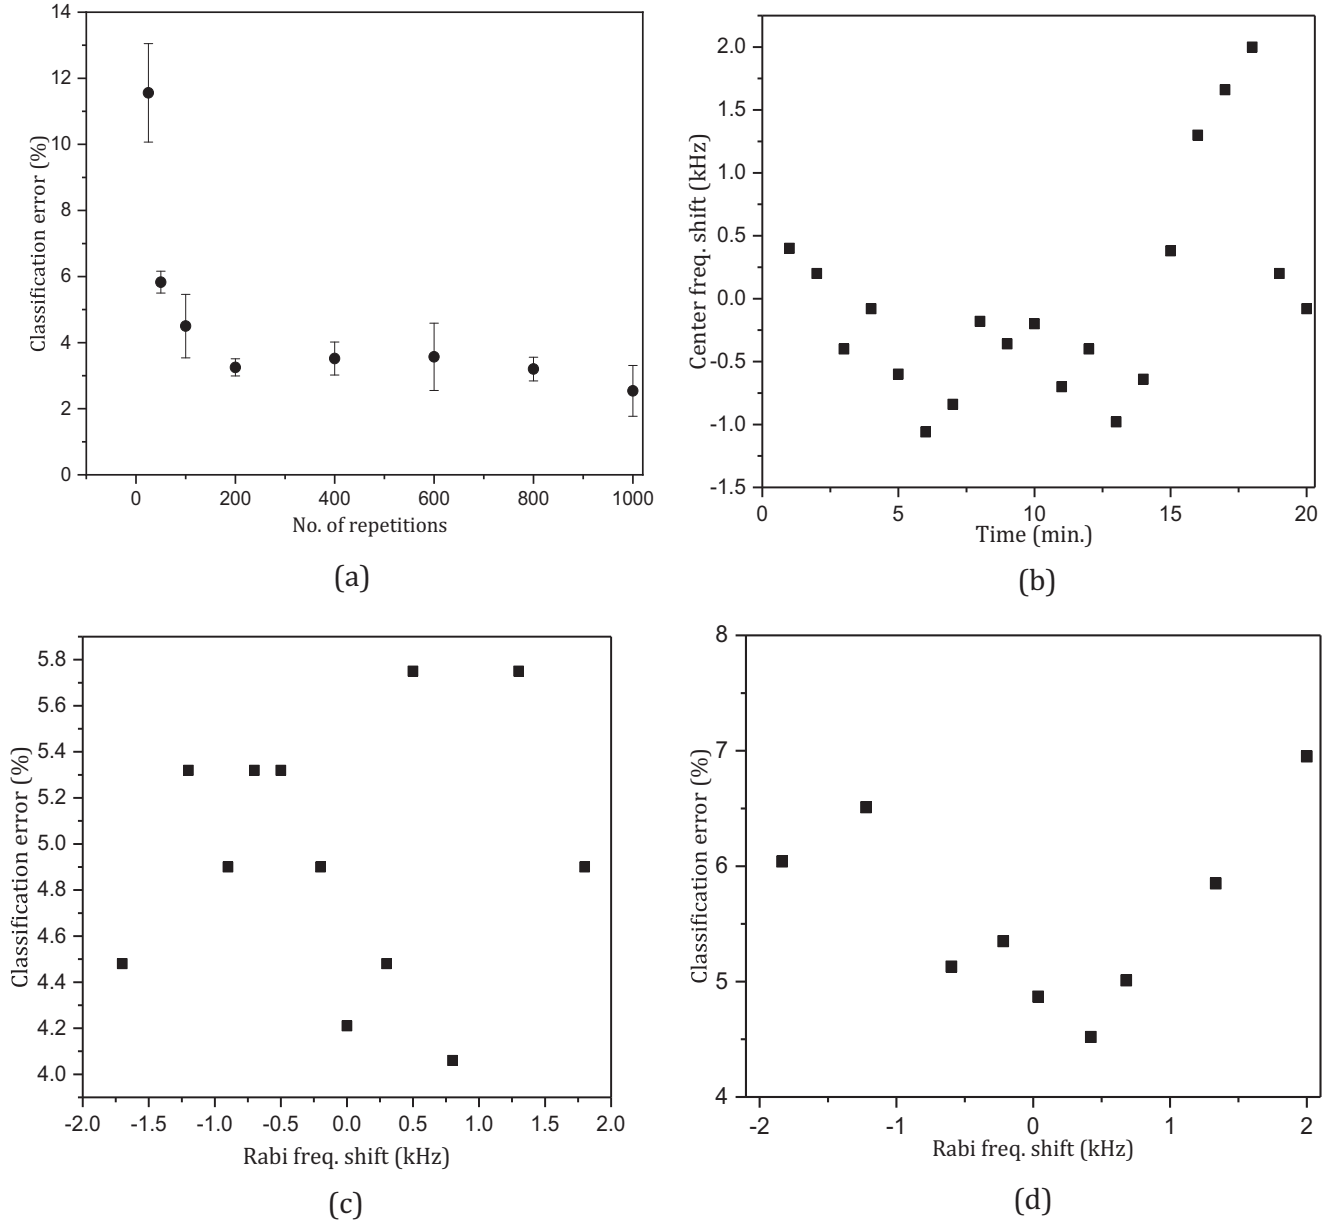 14
12
10
8
6
4
2
0
Classification error (%)
0 200 400 600 800 1000
No. of repetitions
(a)
2.0
1.5
1.0
0.5
0.0
-0.5
-1.0
-1.5
Center freq. shift (kHz)
0 5 10 15 20
Time (min.)
(b)
5.8
5.6
5.4
5.2
5.0
4.8
4.6
4.4
4.2
4.0
Classification error (%)
-2.0 -1.5 -1.0 -0.5 0.0 0.5 1.0 1.5 2.0
Rabi freq. shift (kHz)
(c)
8
7
6
5
4
Classification error (%)
-2 -1 0 1 2
Rabi freq. shift (kHz)
(d)